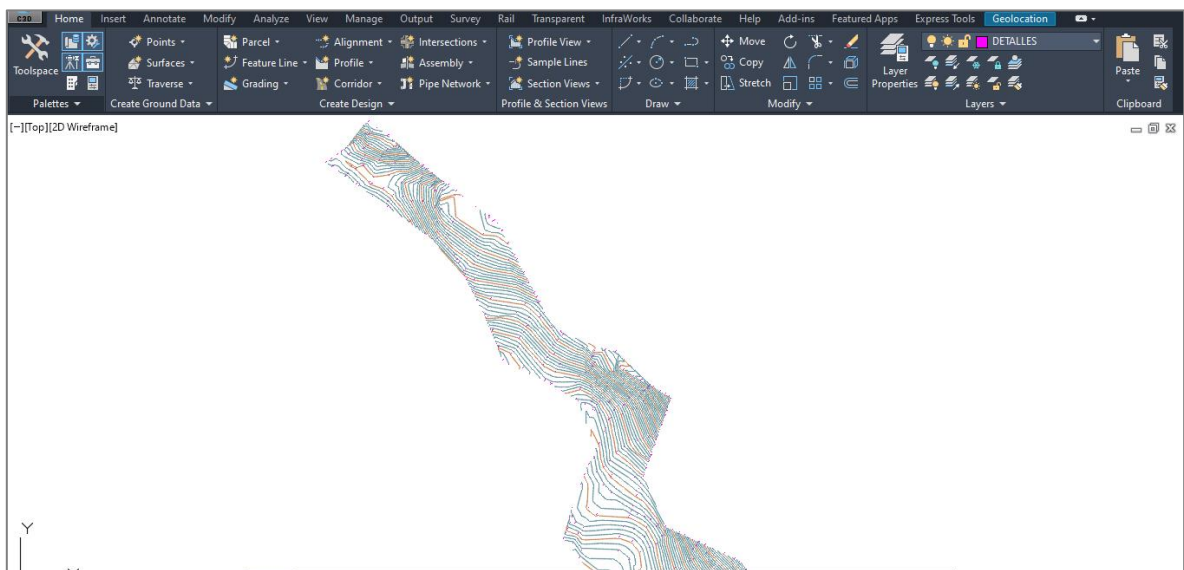 C3D Home Insert Annotate Modify Analyze View Manage Output Survey Rail Transparent InfraWorks Collaborate Help Add-ins Featured Apps Express Tools Geolocation
Points Parcel Alignment Intersections Profile View Move DETALLES
Toolspace Surfaces Feature Line Profile Assembly Sample Lines Copy Layer Properties Paste
Traverse Grading Corridor Pipe Network Section Views Stretch
Palettes Create Ground Data Create Design Profile & Section Views Draw Modify Layers Clipboard
[−][Top][2D Wireframe]
Y